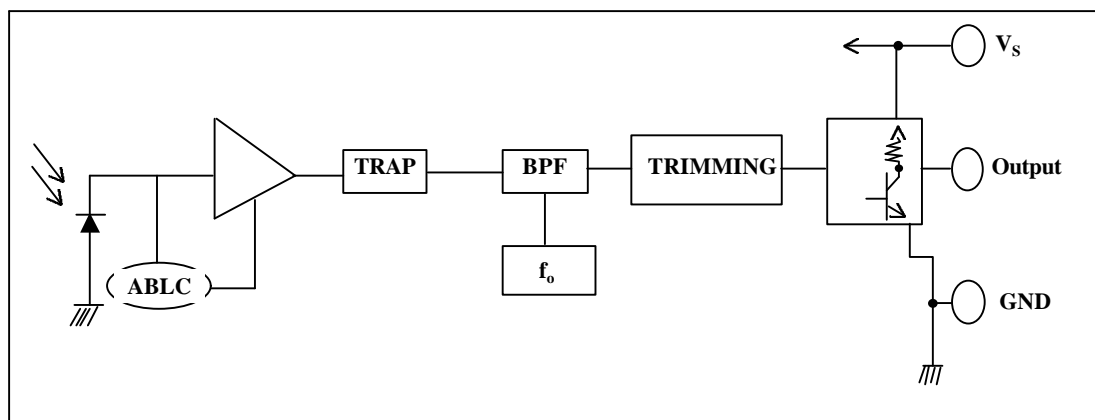 V_S
TRAP
BPF
TRIMMING
Output
ABLC
f_o
GND